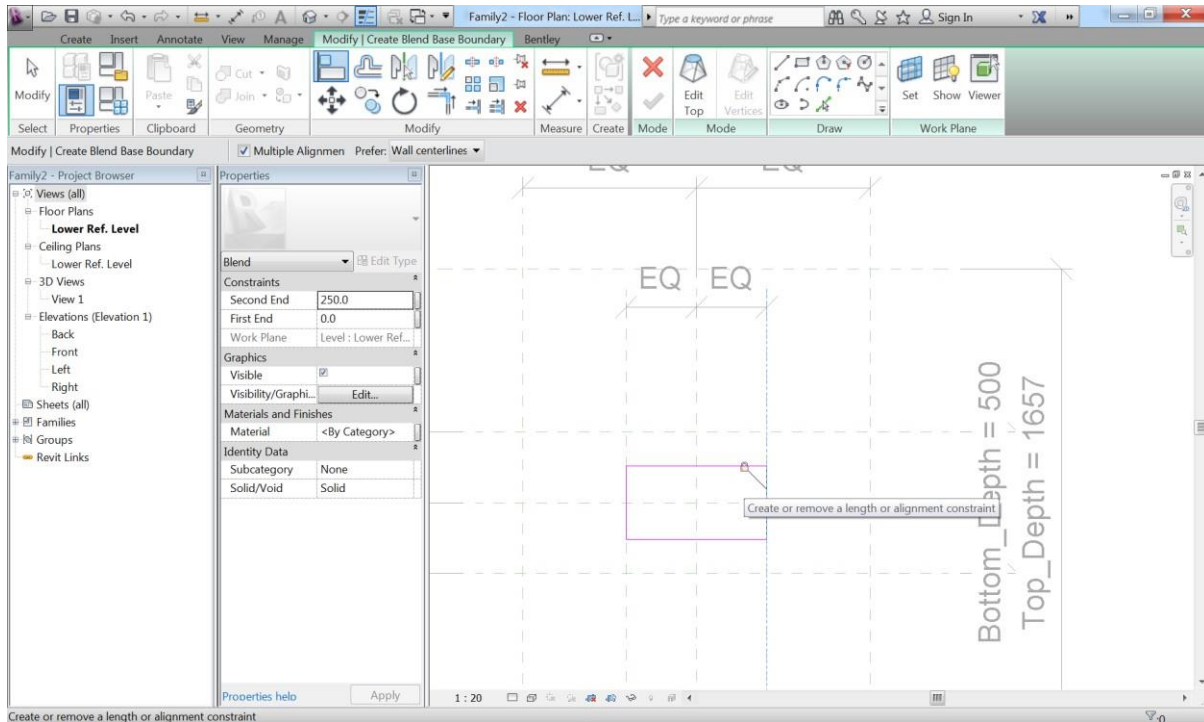 Family2 - Floor Plan: Lower Ref. L...
Type a keyword or phrase
Sign In
Create Insert Annotate View Manage Modify | Create Blend Base Boundary Bentley
Modify
Paste
Cut
Join
Edit Top
Edit Vertices
Set Show Viewer
Select Properties Clipboard Geometry Modify Measure Create Mode Mode Draw Work Plane
Modify | Create Blend Base Boundary Multiple Alignmen Prefer: Wall centerlines
Family2 - Project Browser
Views (all)
Floor Plans
Lower Ref. Level
Ceiling Plans
Lower Ref. Level
3D Views
View 1
Elevations (Elevation 1)
Back
Front
Left
Right
Sheets (all)
Families
Groups
Revit Links
Properties
Blend Edit Type
Constraints
Second End 250.0
First End 0.0
Work Plane Level : Lower Ref...
Graphics
Visible
Visibility/Graphi... Edit...
Materials and Finishes
Material <By Category>
Identity Data
Subcategory None
Solid/Void Solid
Properties help Apply
EQ EQ
EQ EQ
Create or remove a length or alignment constraint
Bottom_Depth = 500
Top_Depth = 1657
1 : 20
Create or remove a length or alignment constraint
:0